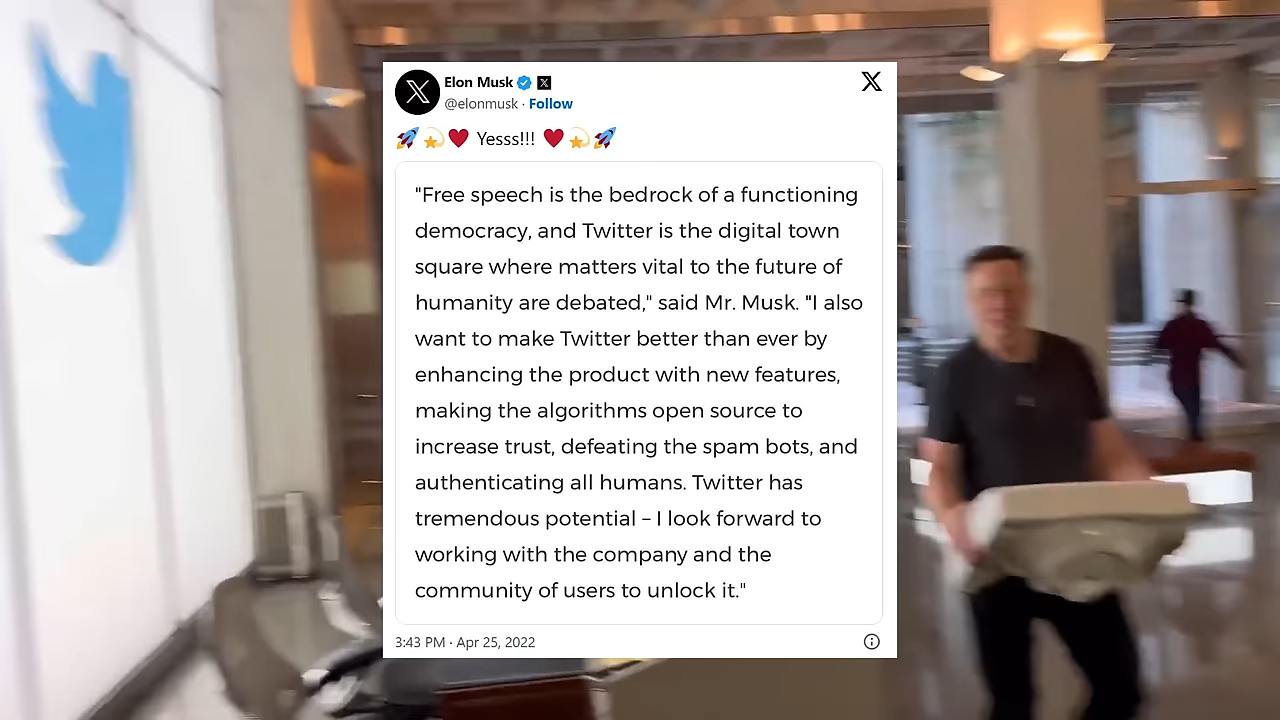 Elon Musk
@elonmusk · Follow
🚀 💫 ♥️ Yesss!!! ♥️ 💫 🚀
"Free speech is the bedrock of a functioning
democracy, and Twitter is the digital town
square where matters vital to the future of
humanity are debated," said Mr. Musk. "I also
want to make Twitter better than ever by
enhancing the product with new features,
making the algorithms open source to
increase trust, defeating the spam bots, and
authenticating all humans. Twitter has
tremendous potential – I look forward to
working with the company and the
community of users to unlock it."
3:43 PM · Apr 25, 2022